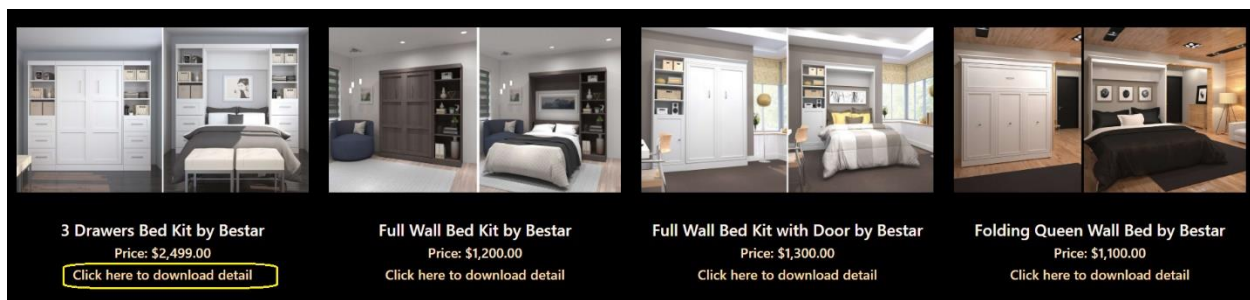 3 Drawers Bed Kit by Bestar
Price: $2,499.00
Click here to download detail
Full Wall Bed Kit by Bestar
Price: $1,200.00
Click here to download detail
Full Wall Bed Kit with Door by Bestar
Price: $1,300.00
Click here to download detail
Folding Queen Wall Bed by Bestar
Price: $1,100.00
Click here to download detail